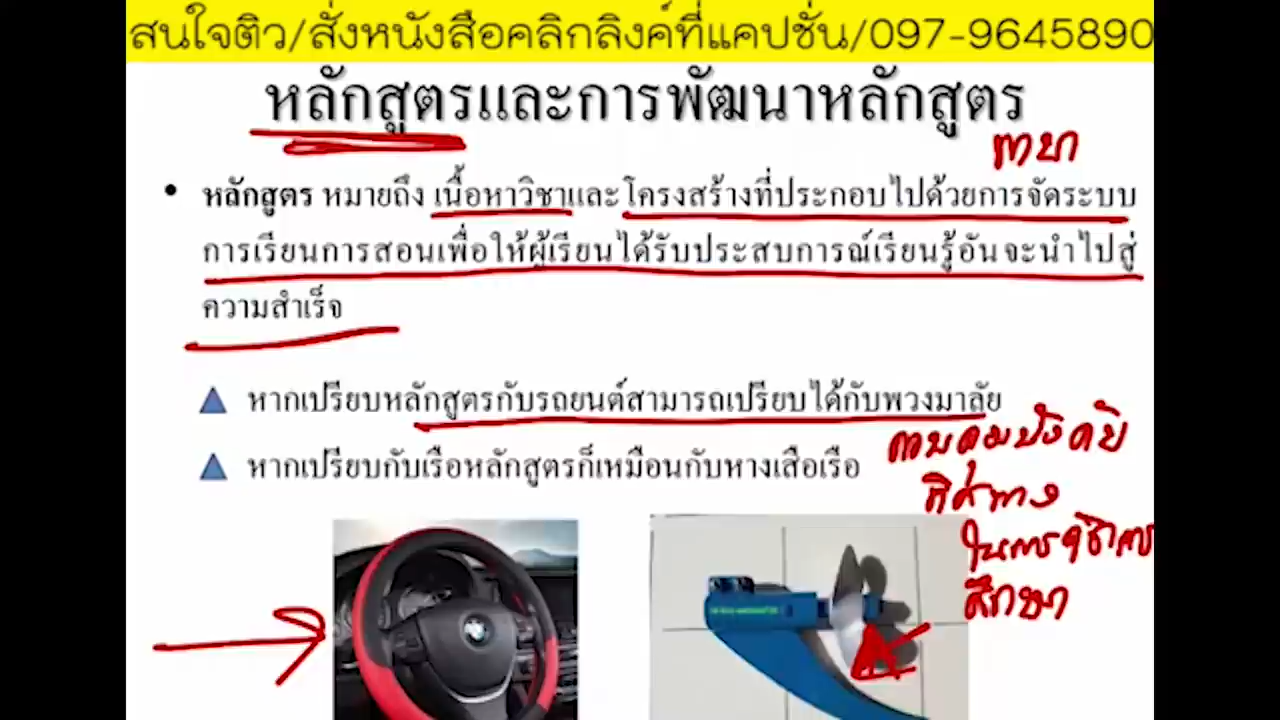 สนใจติว/สั่งหนังสือคลิกลิงค์ที่แคปชั่น/097-9645890
หลักสูตรและการพัฒนาหลักสูตร
• หลักสูตร หมายถึง เนื้อหาวิชาและโครงสร้างที่ประกอบไปด้วยการจัดระบบ
การเรียนการสอนเพื่อให้ผู้เรียนได้รับประสบการณ์เรียนรู้อันจะนำไปสู่
ความสำเร็จ
หากเปรียบหลักสูตรกับรถยนต์สามารถเปรียบได้กับพวงมาลัย
หากเปรียบกับเรือหลักสูตรก็เหมือนกับหางเสือเรือ
ควบคุมบังคับ
ทิศทาง
ในการจัดการ
ศึกษา